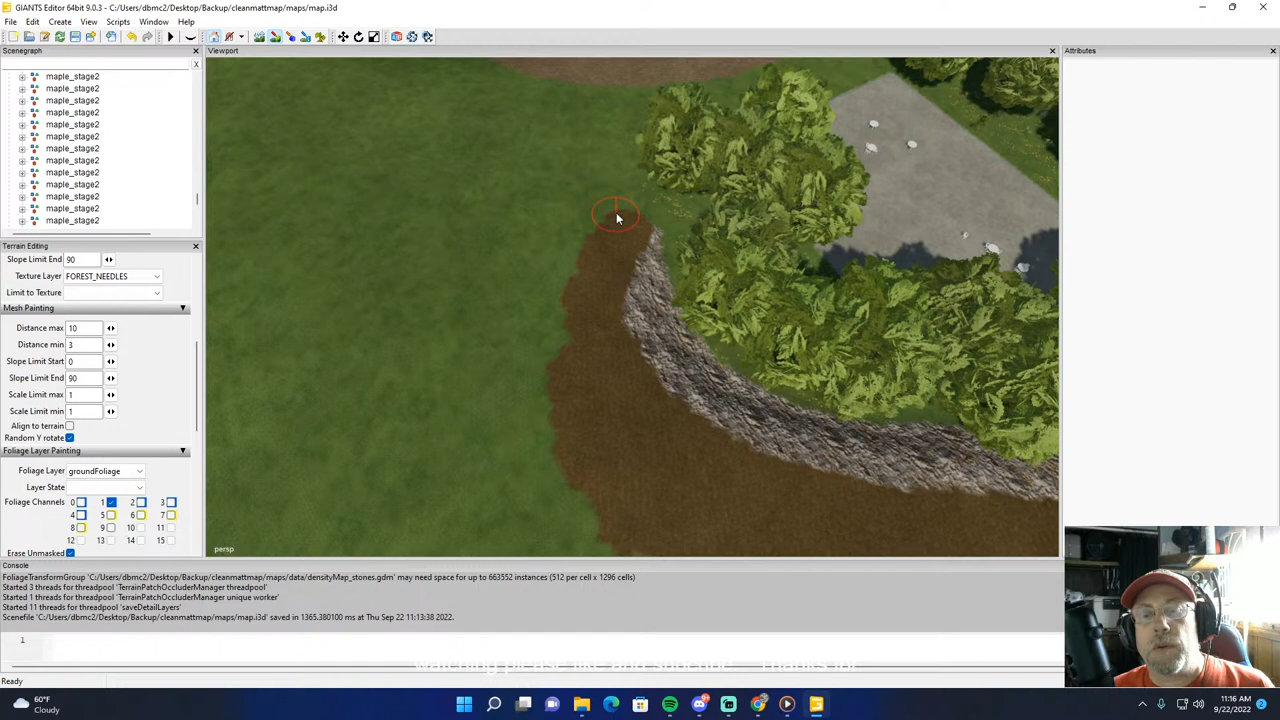 GIANTS Editor 64bit 9.0.3 - C:/Users/dbmc2/Desktop/Backup/cleanmattmap/maps/map.i3d
File Edit Create View Scripts Window Help
Scenegraph
X
Viewport
Attributes
maple_stage2
maple_stage2
maple_stage2
maple_stage2
maple_stage2
maple_stage2
maple_stage2
maple_stage2
maple_stage2
maple_stage2
maple_stage2
maple_stage2
maple_stage2
Terrain Editing
Slope Limit End 90
Texture Layer FOREST_NEEDLES
Limit to Texture
Mesh Painting
Distance max 10
Distance min 3
Slope Limit Start 0
Slope Limit End 90
Scale Limit max 1
Scale Limit min 1
Align to terrain
Random Y rotate
Foliage Layer Painting
Foliage Layer groundFoliage
Layer State
Foliage Channels 0 1 2 3
4 5 6 7
8 9 10 11
12 13 14 15
Erase Unmasked
persp
Console
FoliageTransformGroup 'C:/Users/dbmc2/Desktop/Backup/cleanmattmap/maps/data/densityMap_stones.gdm' may need space for up to 663552 instances (512 per cell x 1296 cells)
Started 3 threads for threadpool 'TerrainPatchOccluderManager threadpool'
Started 1 threads for threadpool 'TerrainPatchOccluderManager unique worker'
Started 11 threads for threadpool 'saveDetailLayers'
Scenefile 'C:/Users/dbmc2/Desktop/Backup/cleanmattmap/maps/map.i3d' saved in 1365.380100 ms at Thu Sep 22 11:13:38 2022.
1
watching please like and subcribe Thanks for
Ready
60°F
Cloudy
11:16 AM
9/22/2022